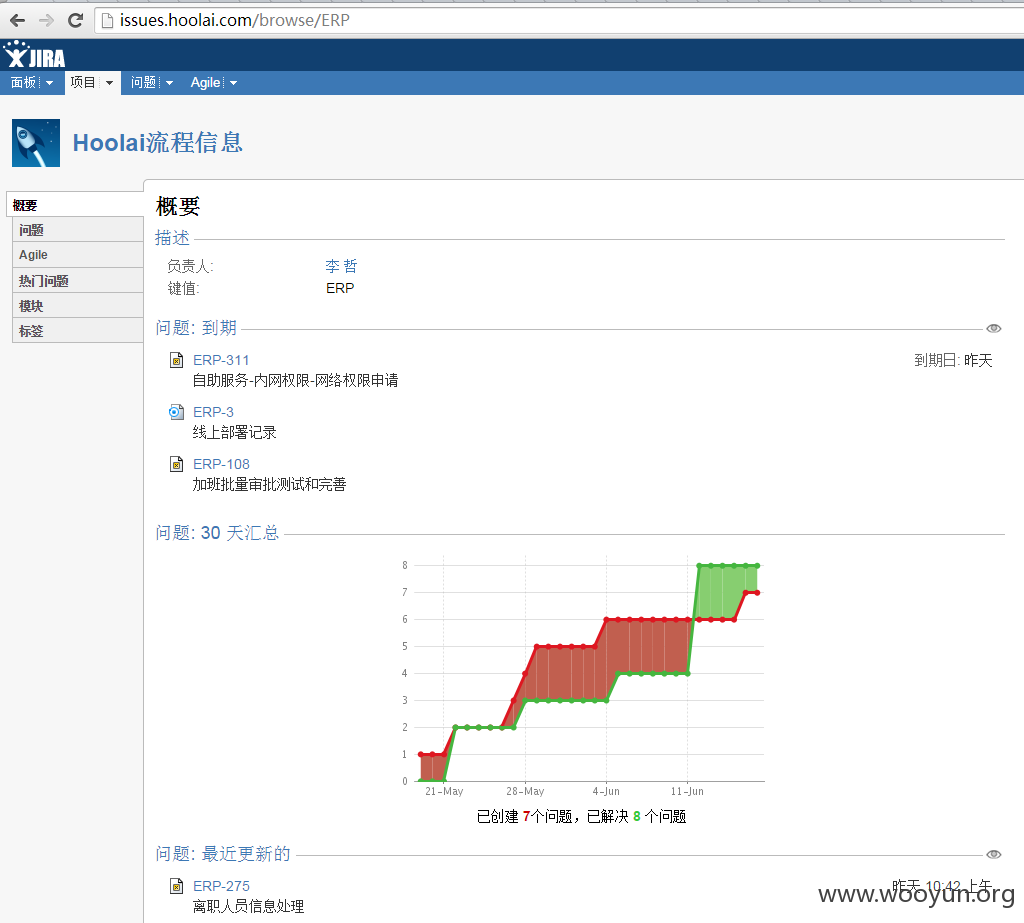 issues.hoolai.com/browse/ERP
JIRA
面板 项目 问题 Agile
Hoolai流程信息
概要
问题
Agile
热门问题
模块
标签
概要
描述
负责人: 李 哲
键值: ERP
问题: 到期
ERP-311 到期日: 昨天
自助服务-内网权限-网络权限申请
ERP-3
线上部署记录
ERP-108
加班批量审批测试和完善
问题: 30 天汇总
8
7
6
5
4
3
2
1
0
21-May 28-May 4-Jun 11-Jun
已创建 7个问题，已解决 8 个问题
问题: 最近更新的
ERP-275 昨天 10:42 上午
离职人员信息处理
www.wooyun.org